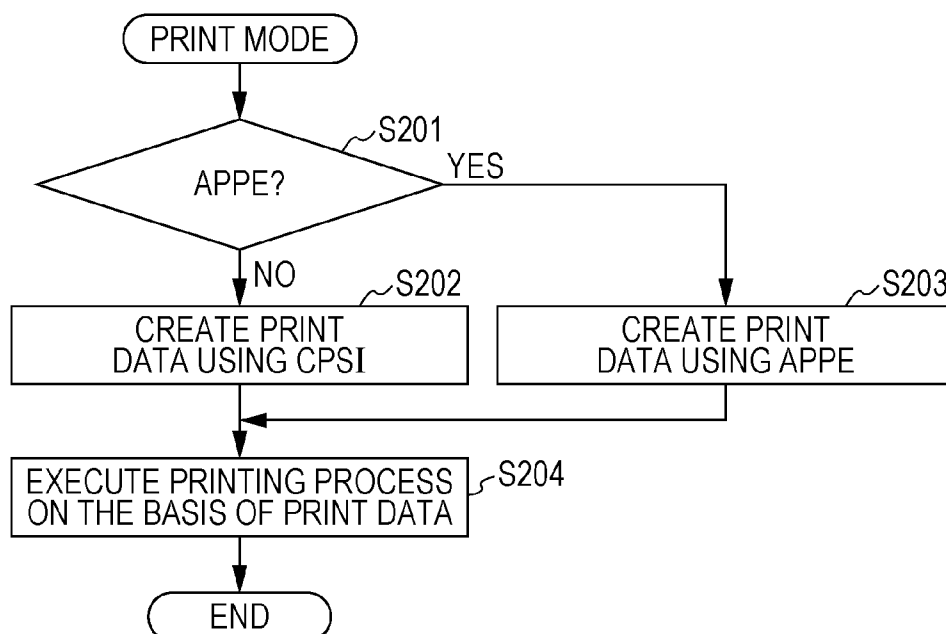 PRINT MODE
S201
APPE?
YES
NO
S202
CREATE PRINT
DATA USING CPSI
S203
CREATE PRINT
DATA USING APPE
S204
EXECUTE PRINTING PROCESS
ON THE BASIS OF PRINT DATA
END